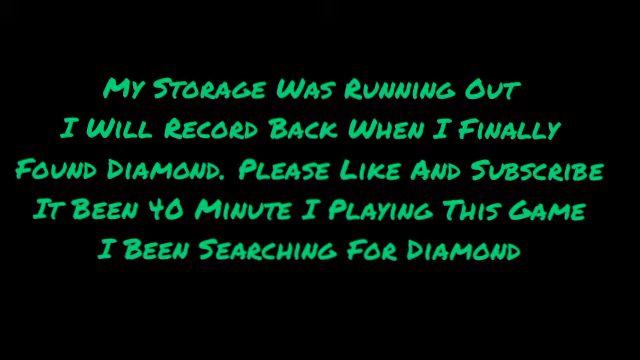 My Storage Was Running Out
I Will Record Back When I Finally
Found Diamond. Please Like And Subscribe
It Been 40 Minute I Playing This Game
I Been Searching For Diamond